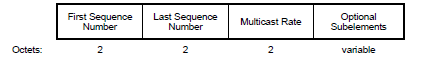 First Sequence Number
Last Sequence Number
Multicast Rate
Optional Subelements
Octets: 2 2 2 variable